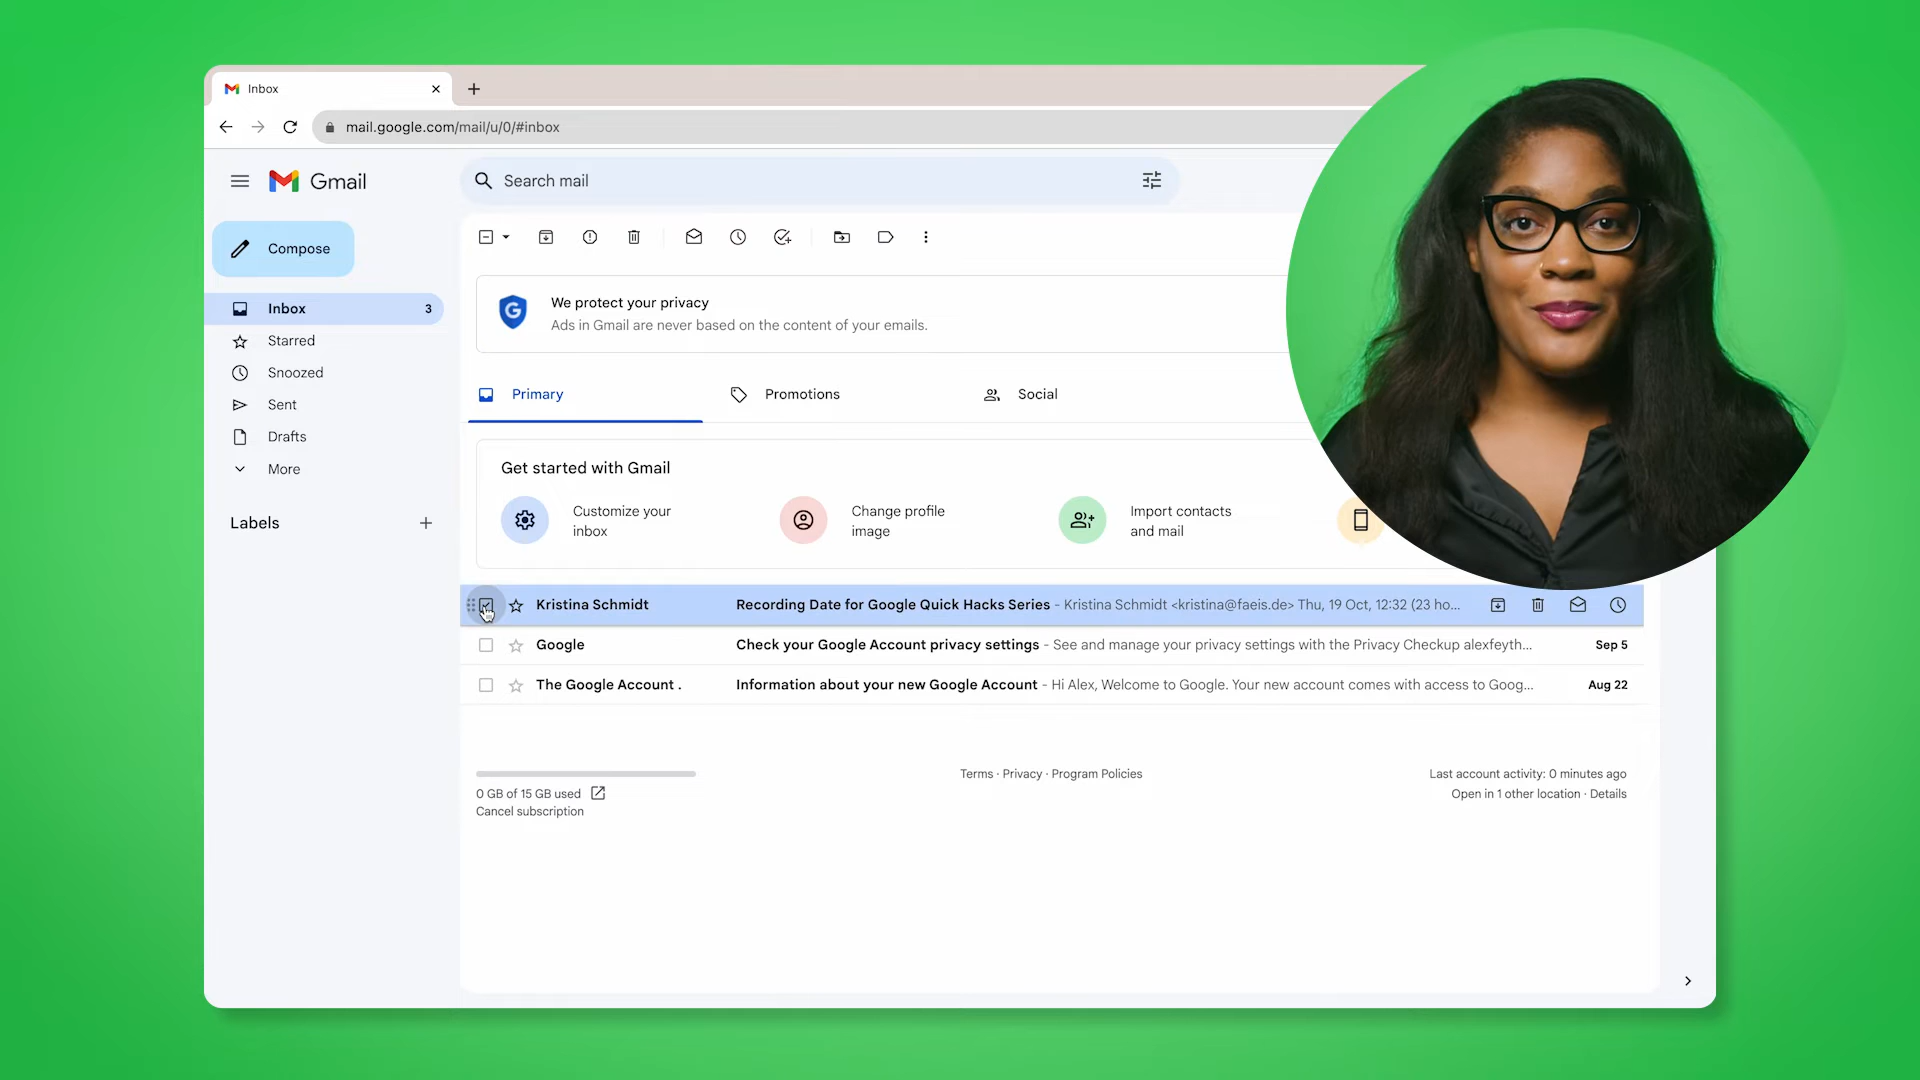 Inbox
mail.google.com/mail/u/0/#inbox
Gmail
Search mail
Compose
Inbox 3
Starred
Snoozed
Sent
Drafts
More
Labels
We protect your privacy
Ads in Gmail are never based on the content of your emails.
Primary Promotions Social
Get started with Gmail
Customize your
inbox
Change profile
image
Import contacts
and mail
Kristina Schmidt Recording Date for Google Quick Hacks Series - Kristina Schmidt <kristina@faeis.de> Thu, 19 Oct, 12:32 (23 ho...
Google Check your Google Account privacy settings - See and manage your privacy settings with the Privacy Checkup alexfeyth... Sep 5
The Google Account . Information about your new Google Account - Hi Alex, Welcome to Google. Your new account comes with access to Goog... Aug 22
0 GB of 15 GB used
Cancel subscription
Terms · Privacy · Program Policies
Last account activity: 0 minutes ago
Open in 1 other location · Details